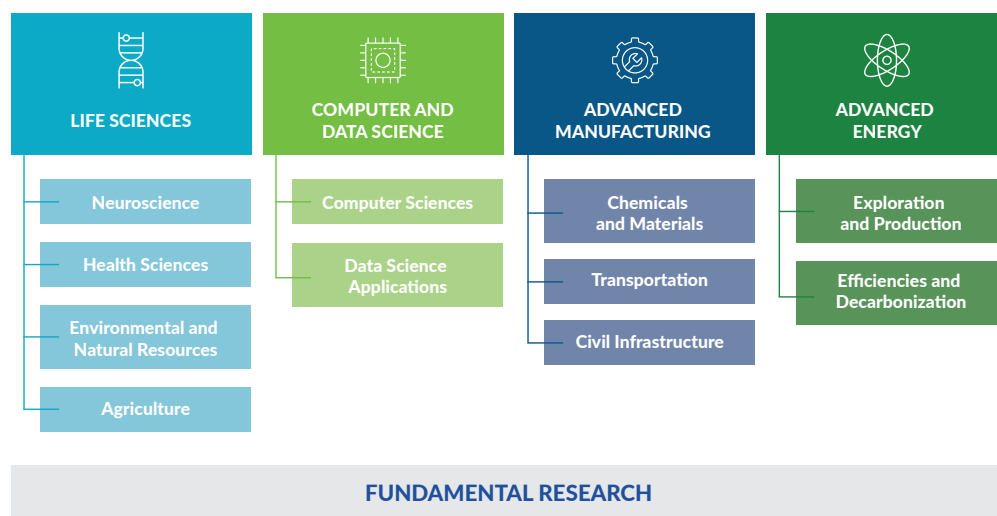 LIFE SCIENCES
Neuroscience
Health Sciences
Environmental and
Natural Resources
Agriculture
COMPUTER AND
DATA SCIENCE
Computer Sciences
Data Science
Applications
ADVANCED
MANUFACTURING
Chemicals
and Materials
Transportation
Civil Infrastructure
ADVANCED
ENERGY
Exploration
and Production
Efficiencies and
Decarbonization
FUNDAMENTAL RESEARCH